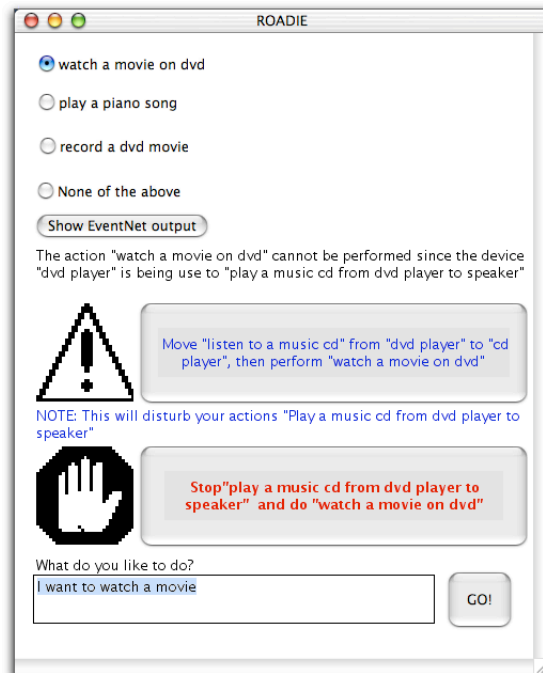 ROADIE
watch a movie on dvd
play a piano song
record a dvd movie
None of the above
Show EventNet output
The action "watch a movie on dvd" cannot be performed since the device
"dvd player" is being use to "play a music cd from dvd player to speaker"
Move "listen to a music cd" from "dvd player" to "cd
player", then perform "watch a movie on dvd"
NOTE: This will disturb your actions "Play a music cd from dvd player to
speaker"
Stop"play a music cd from dvd player to
speaker" and do "watch a movie on dvd"
What do you like to do?
I want to watch a movie
GO!